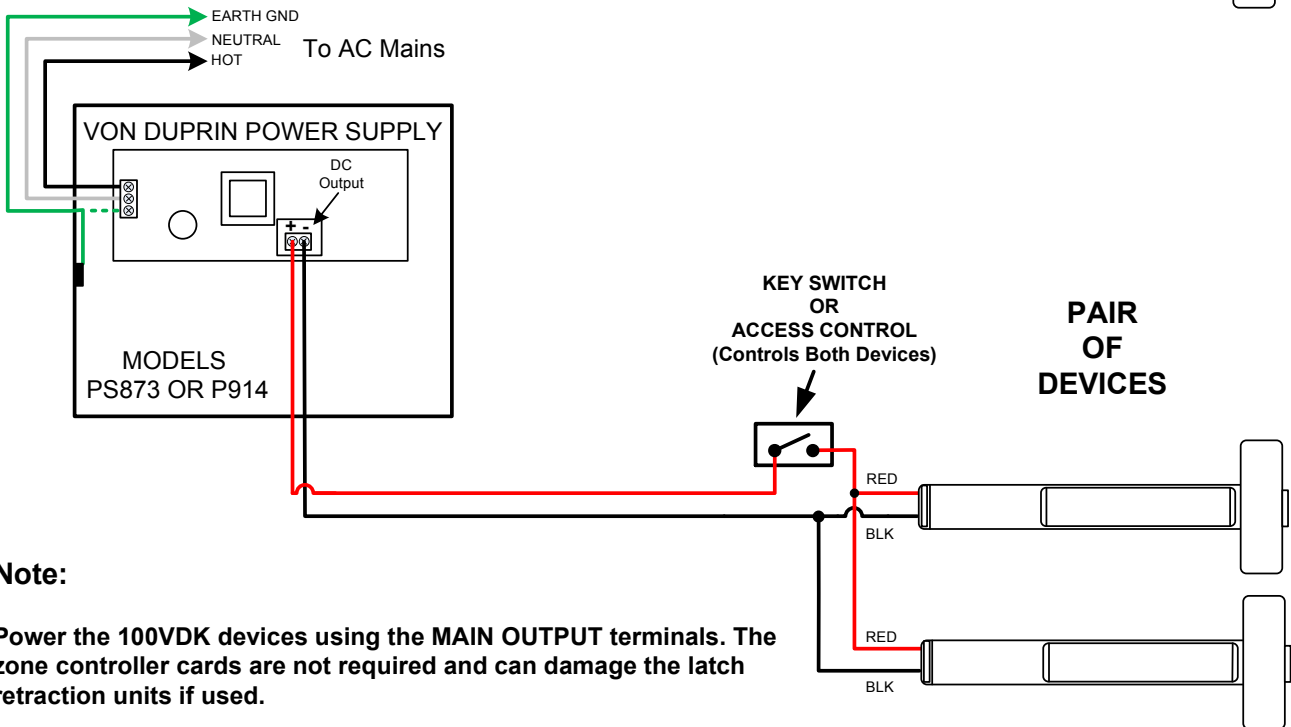 EARTH GND
NEUTRAL
HOT
To AC Mains
VON DUPRIN POWER SUPPLY
DC
Output
+ -
MODELS
PS873 OR P914
KEY SWITCH
OR
ACCESS CONTROL
(Controls Both Devices)
PAIR
OF
DEVICES
RED
BLK
RED
BLK
Note:
Power the 100VDK devices using the MAIN OUTPUT terminals. The
zone controller cards are not required and can damage the latch
retraction units if used.